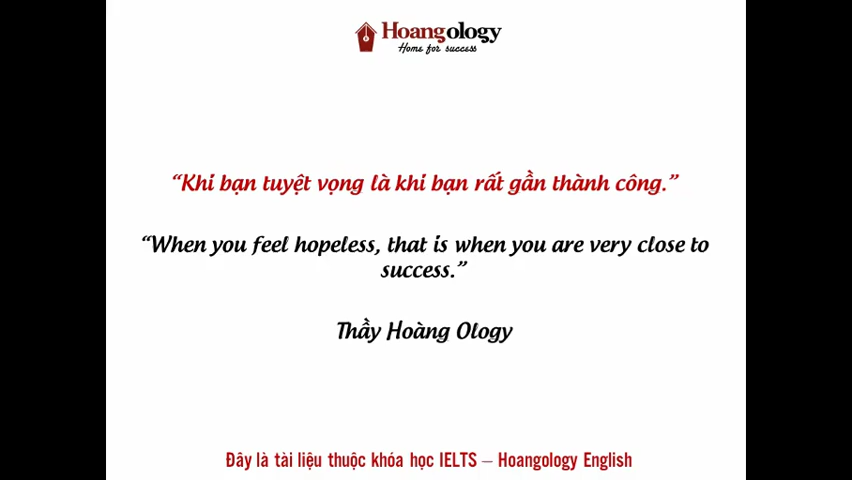 Hoangology
Home for success
“Khi bạn tuyệt vọng là khi bạn rất gần thành công.”
“When you feel hopeless, that is when you are very close to
success.”
Thầy Hoàng Ology
Đây là tài liệu thuộc khóa học IELTS – Hoangology English